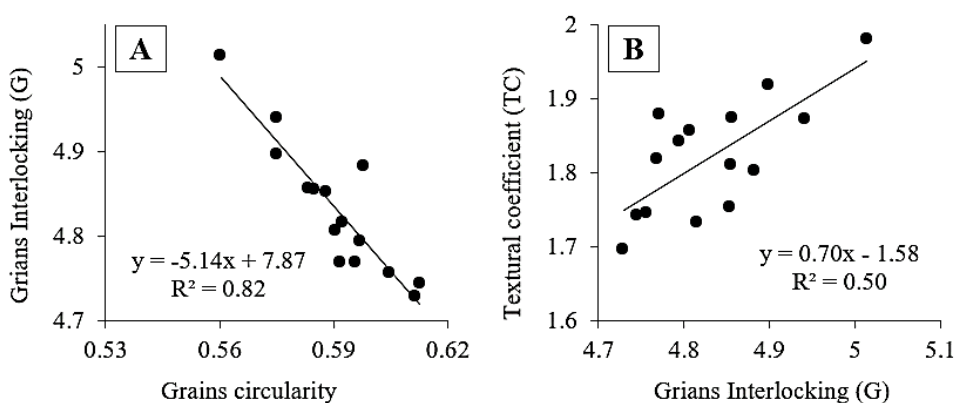 A
Grians Interlocking (G)
5
4.9
4.8
4.7
y = -5.14x + 7.87
R² = 0.82
0.53
0.56
0.59
0.62
Grains circularity
B
Textural coefficient (TC)
2
1.9
1.8
1.7
1.6
y = 0.70x - 1.58
R² = 0.50
4.7
4.8
4.9
5
5.1
Grians Interlocking (G)